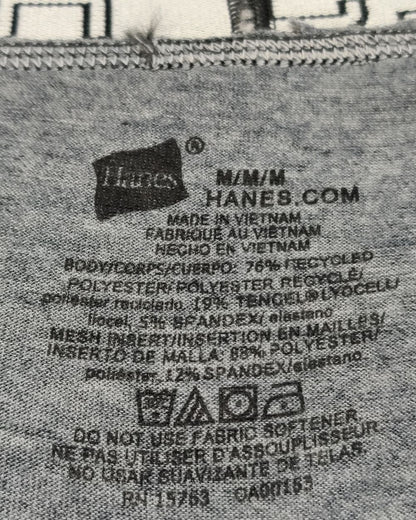 Hanes®
M/M/M
HANES.COM
MADE IN VIETNAM
FABRIQUÉ AU VIETNAM
HECHO EN VIETNAM
BODY/CORPS/CUERPO: 76% RECYCLED
POLYESTER/ POLYESTER RECYCLÉ/
poliéster reciclado, 19% TENCEL® LYOCELL/
liocel, 5% SPANDEX/ elastano
MESH INSERT/INSERTION EN MAILLES/
INSERTO DE MALLA: 88% POLYESTER/
poliéster, 12% SPANDEX/ elastano
DO NOT USE FABRIC SOFTENER.
NE PAS UTILISER D'ASSOUPLISSEUR
NO USAR SUAVIZANTE DE TELAS.
RN 15763 CA00153